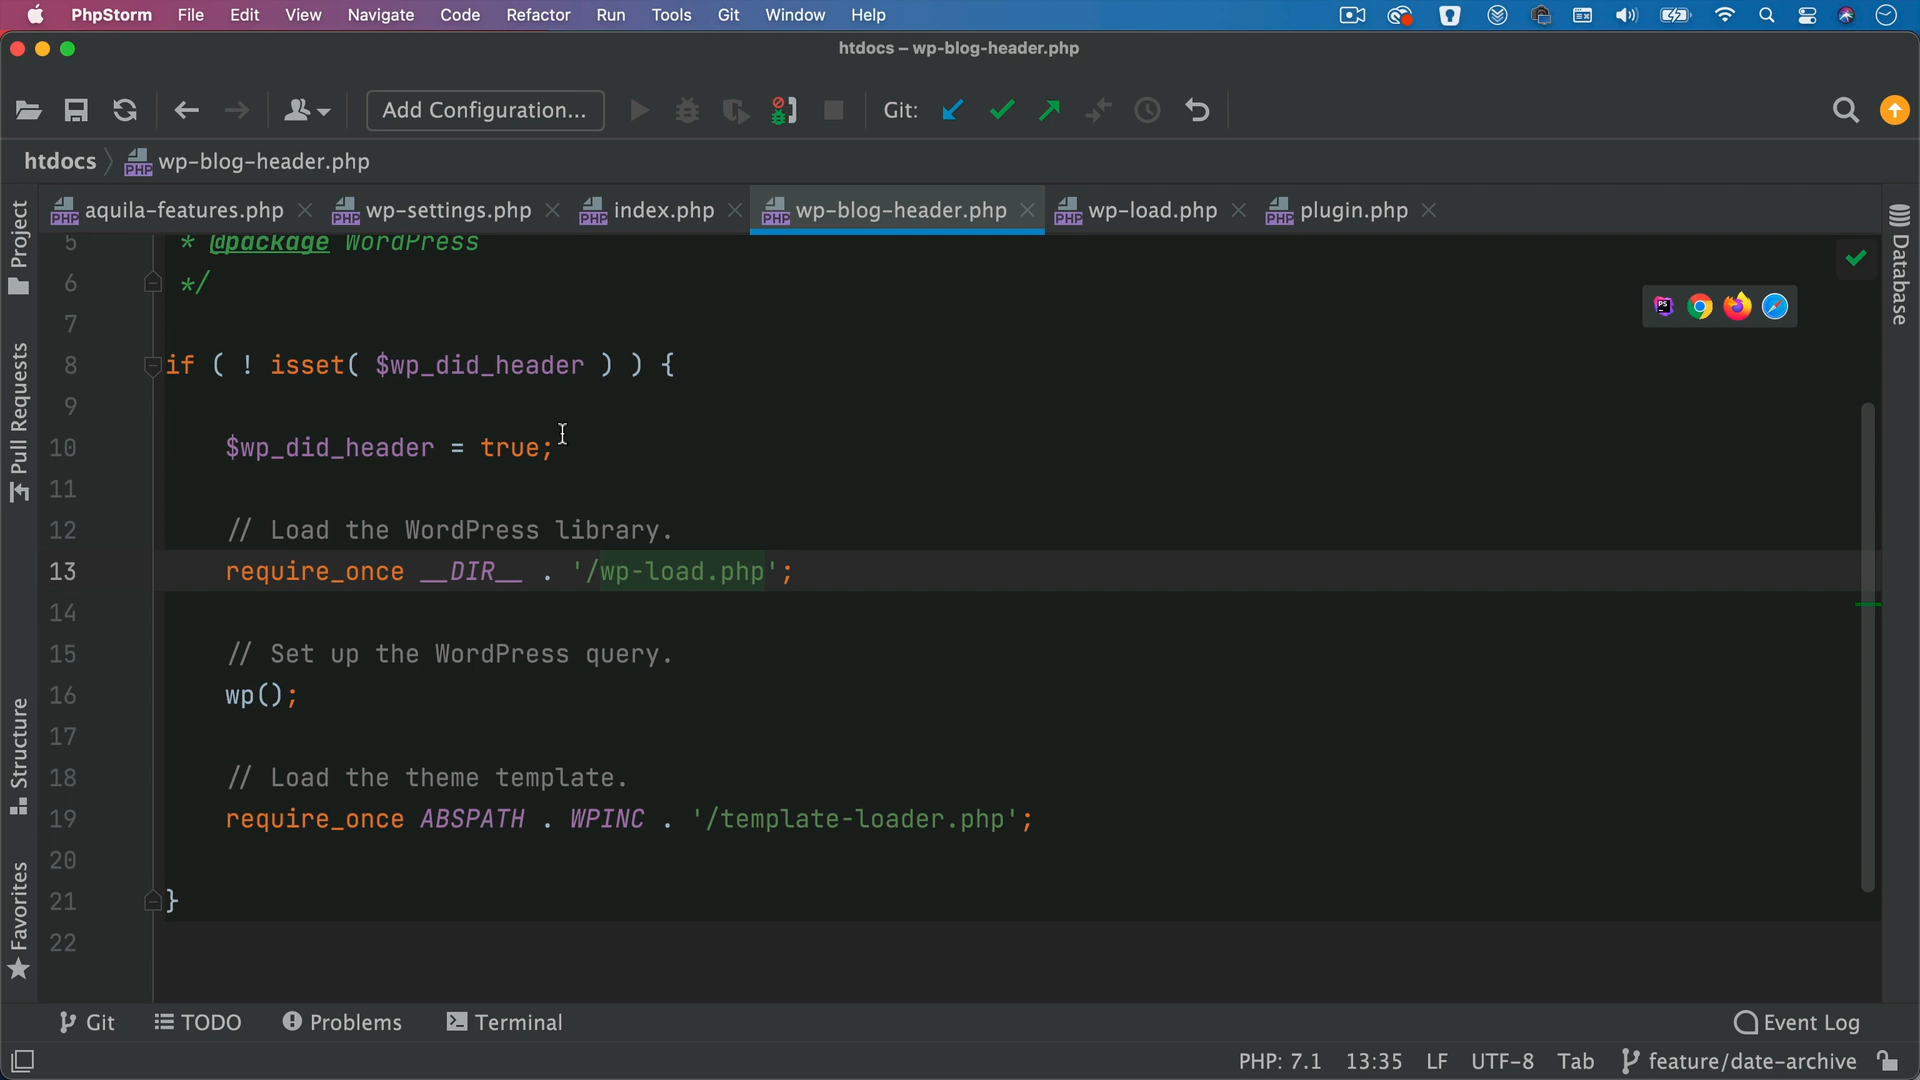 PhpStorm File Edit View Navigate Code Refactor Run Tools Git Window Help
htdocs – wp-blog-header.php
Add Configuration... Git:
htdocs wp-blog-header.php
aquila-features.php wp-settings.php index.php wp-blog-header.php wp-load.php plugin.php
5 * @package WordPress
6 */
7
8 if ( ! isset( $wp_did_header ) ) {
9
10 $wp_did_header = true;
11
12 // Load the WordPress library.
13 require_once __DIR__ . '/wp-load.php';
14
15 // Set up the WordPress query.
16 wp();
17
18 // Load the theme template.
19 require_once ABSPATH . WPINC . '/template-loader.php';
20
21 }
22
Project
Pull Requests
Structure
Favorites
Database
Git TODO Problems Terminal Event Log
PHP: 7.1 13:35 LF UTF-8 Tab feature/date-archive